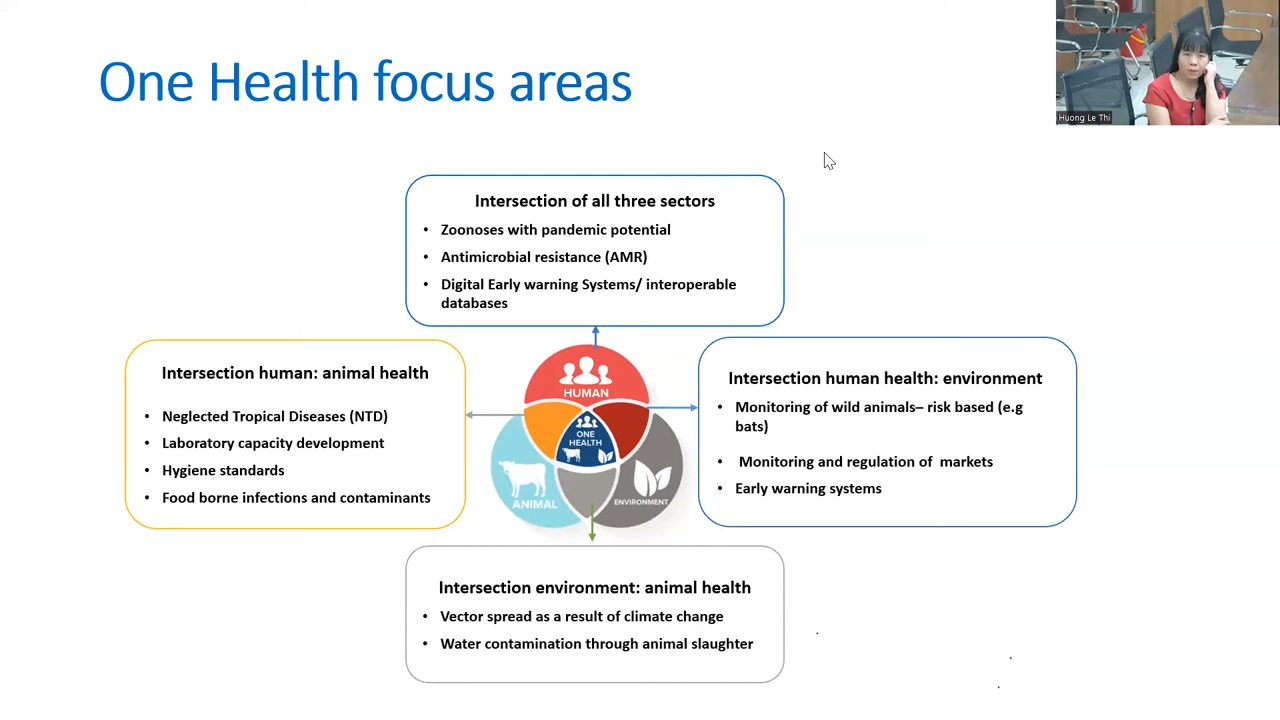 One Health focus areas
Huong Le Thi
Intersection of all three sectors
• Zoonoses with pandemic potential
• Antimicrobial resistance (AMR)
• Digital Early warning Systems/ interoperable
databases
Intersection human: animal health
• Neglected Tropical Diseases (NTD)
• Laboratory capacity development
• Hygiene standards
• Food borne infections and contaminants
HUMAN
ONE
HEALTH
ANIMAL
ENVIRONMENT
Intersection human health: environment
• Monitoring of wild animals– risk based (e.g
bats)
• Monitoring and regulation of markets
• Early warning systems
Intersection environment: animal health
• Vector spread as a result of climate change
• Water contamination through animal slaughter